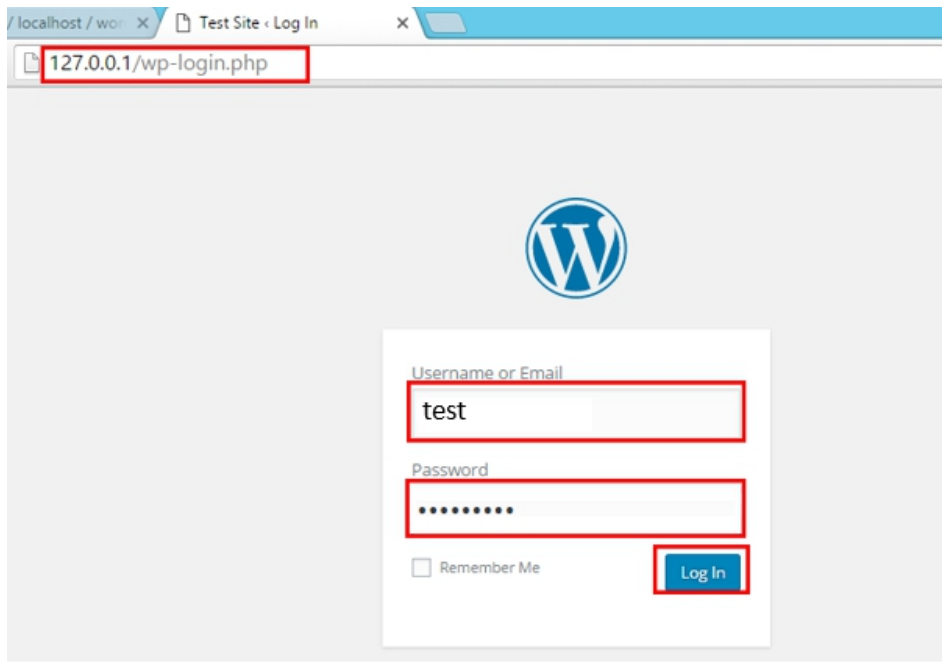 / localhost / wor
Test Site ‹ Log In
127.0.0.1/wp-login.php
Username or Email
test
Password
•••••••••
Remember Me
Log In